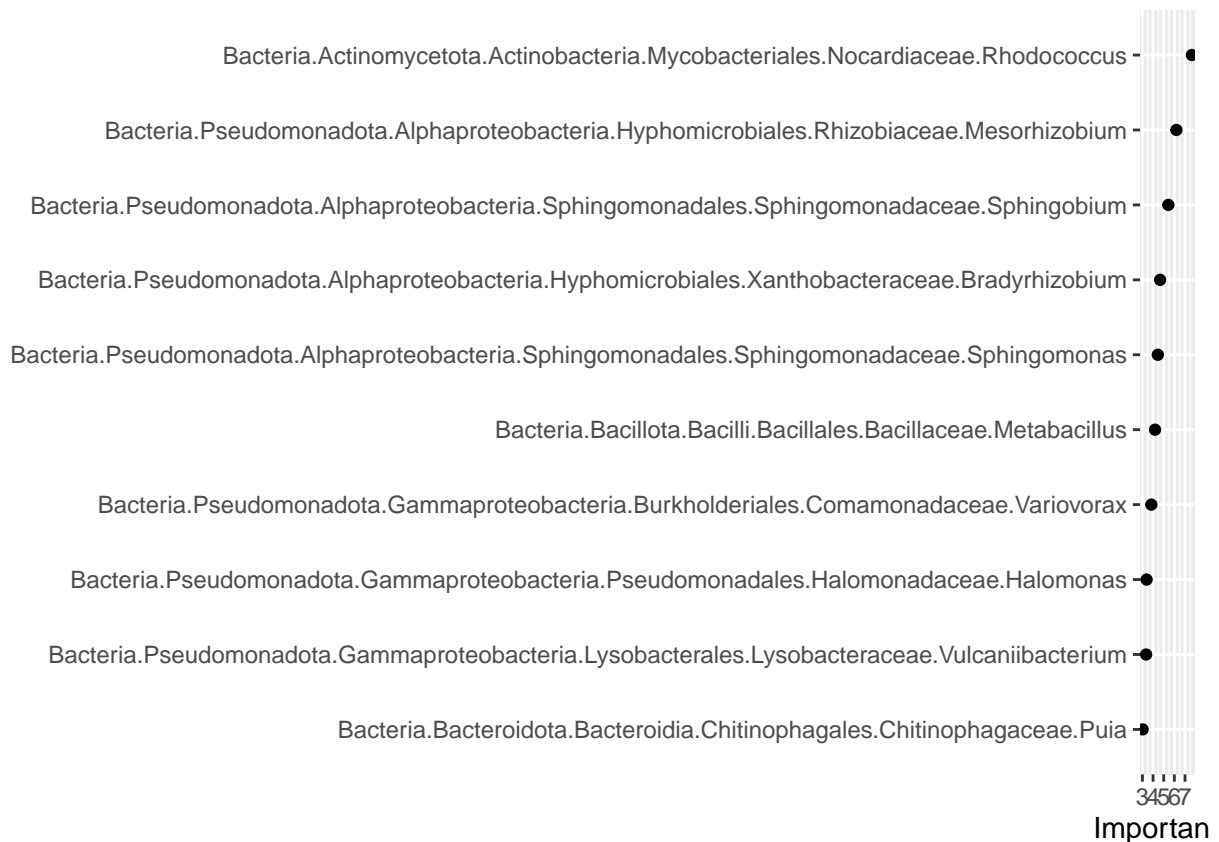 Bacteria.Actinomycetota.Actinobacteria.Mycobacteriales.Nocardiaceae.Rhodococcus
Bacteria.Pseudomonadota.Alphaproteobacteria.Hyphomicrobiales.Rhizobiaceae.Mesorhizobium
Bacteria.Pseudomonadota.Alphaproteobacteria.Sphingomonadales.Sphingomonadaceae.Sphingobium
Bacteria.Pseudomonadota.Alphaproteobacteria.Hyphomicrobiales.Xanthobacteraceae.Bradyrhizobium
Bacteria.Pseudomonadota.Alphaproteobacteria.Sphingomonadales.Sphingomonadaceae.Sphingomonas
Bacteria.Bacillota.Bacilli.Bacillales.Bacillaceae.Metabacillus
Bacteria.Pseudomonadota.Gammaproteobacteria.Burkholderiales.Comamonadaceae.Variovorax
Bacteria.Pseudomonadota.Gammaproteobacteria.Pseudomonadales.Halomonadaceae.Halomonas
Bacteria.Pseudomonadota.Gammaproteobacteria.Lysobacterales.Lysobacteraceae.Vulcaniibacterium
Bacteria.Bacteroidota.Bacteroidia.Chitinophagales.Chitinophagaceae.Puia
34567
Importan